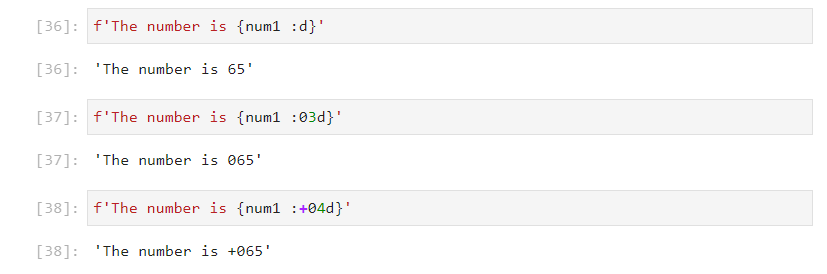 [36]: f'The number is {num1 :d}'
[36]: 'The number is 65'
[37]: f'The number is {num1 :03d}'
[37]: 'The number is 065'
[38]: f'The number is {num1 :+04d}'
[38]: 'The number is +065'